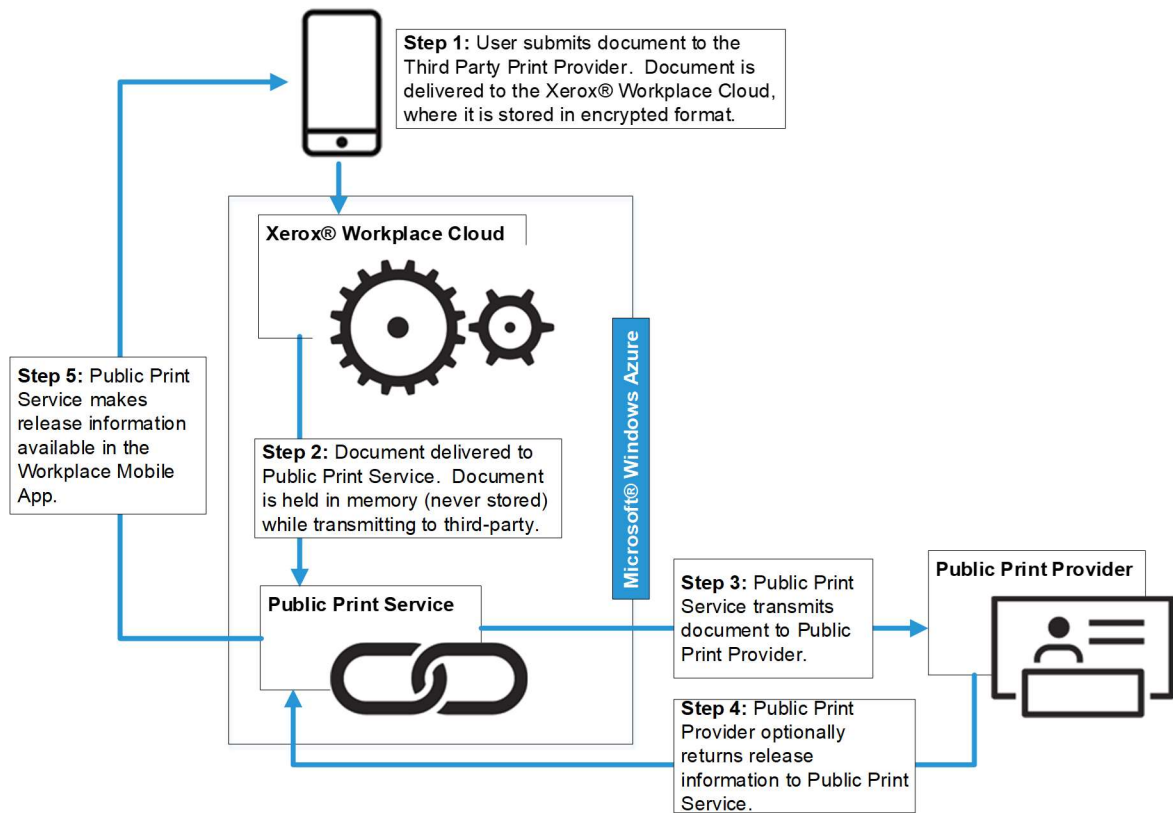 Step 1: User submits document to the
Third Party Print Provider.  Document is
delivered to the Xerox® Workplace Cloud,
where it is stored in encrypted format.
Xerox® Workplace Cloud
Microsoft® Windows Azure
Step 5: Public Print
Service makes
release information
available in the
Workplace Mobile
App.
Step 2: Document delivered to
Public Print Service.  Document
is held in memory (never stored)
while transmitting to third-party.
Public Print Service
Step 3: Public Print
Service transmits
document to Public
Print Provider.
Public Print Provider
Step 4: Public Print
Provider optionally
returns release
information to Public Print
Service.